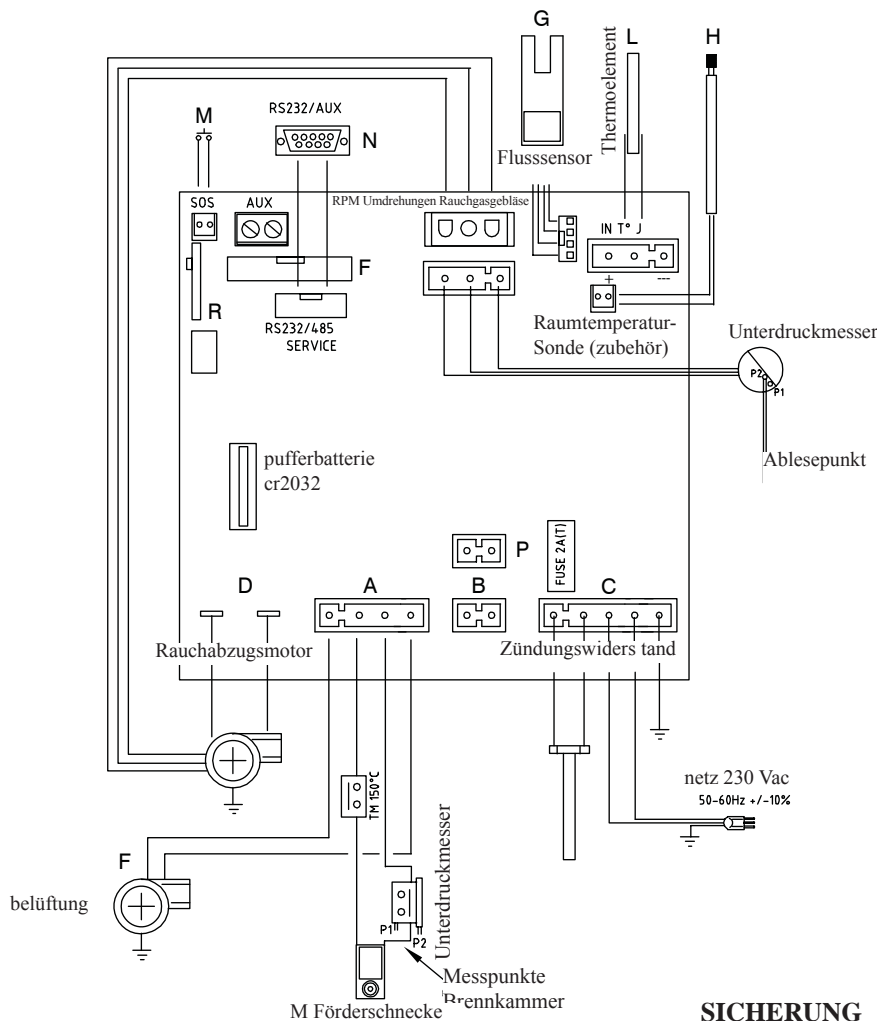 G
L
H
Thermoelement
M
RS232/AUX
N
Flusssensor
SOS
AUX
RPM Umdrehungen Rauchgasgebläse
IN T° J
F
+
---
R
RS232/485
SERVICE
Raumtemperatur-
Sonde (zubehör)
Unterdruckmesser
P2
P1
Ablesepunkt
pufferbatterie
cr2032
P
FUSE 2A(T)
D
A
B
C
Rauchabzugsmotor
Zündungswiders tand
TM 150°C
netz 230 Vac
50-60Hz +/-10%
F
belüftung
Unterdruckmesser
P1
P2
Messpunkte
Brennkammer
M Förderschnecke
SICHERUNG